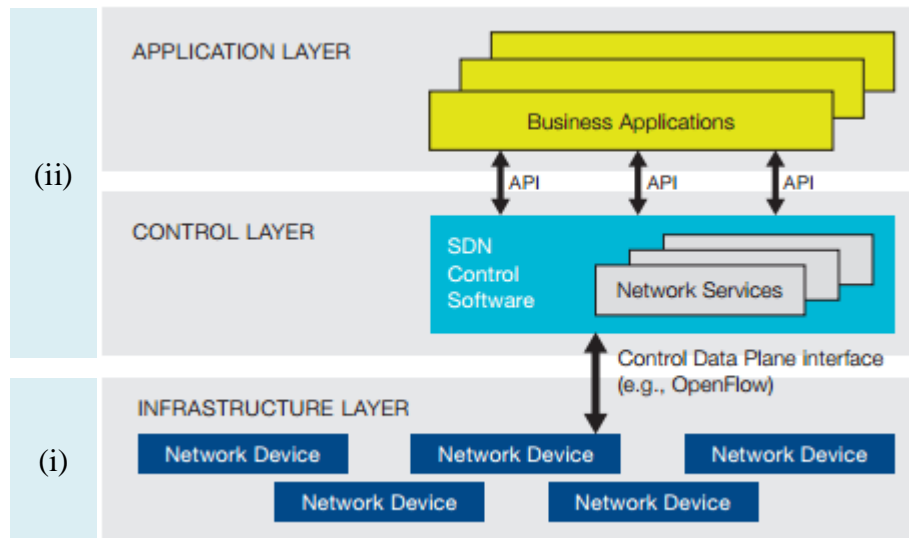 (ii)
APPLICATION LAYER
Business Applications
API
API
API
CONTROL LAYER
SDN
Control
Software
Network Services
Control Data Plane interface
(e.g., OpenFlow)
(i)
INFRASTRUCTURE LAYER
Network Device
Network Device
Network Device
Network Device
Network Device